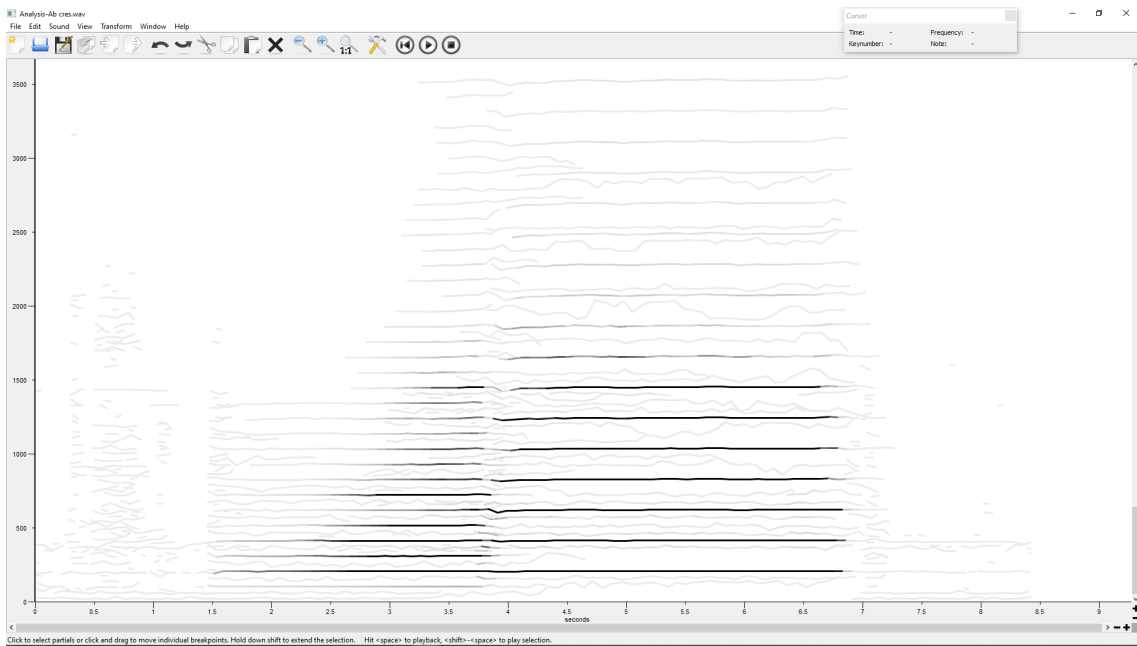 Analysis-Ab cres.wav
File Edit Sound View Transform Window Help
1:1
Cursor
Time: - Frequency: -
Keynumber: - Note: -
3500
3000
2500
2000
1500
1000
500
0
0 0.5 1 1.5 2 2.5 3 3.5 4 4.5 5 5.5 6 6.5 7 7.5 8 8.5 9
seconds
Click to select partials or click and drag to move individual breakpoints. Hold down shift to extend the selection. Hit <space> to playback, <shift>-<space> to play selection.